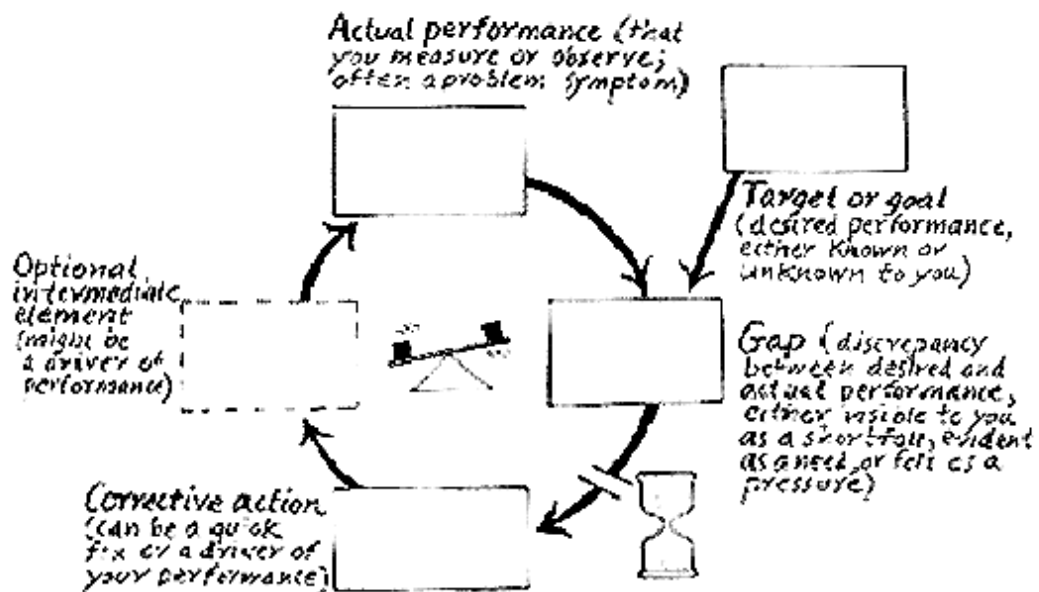 Actual performance (that
you measure or observe;
often a problem symptom)
Target or goal
(desired performance,
either known or
unknown to you)
Optional
intermediate
element
(might be
a driver of
performance)
Gap (discrepancy
between desired and
actual performance,
either visible to you
as a shortfall, evident
as a need, or felt as a
pressure)
Corrective action
(can be a quick
fix or a driver of
your performance)